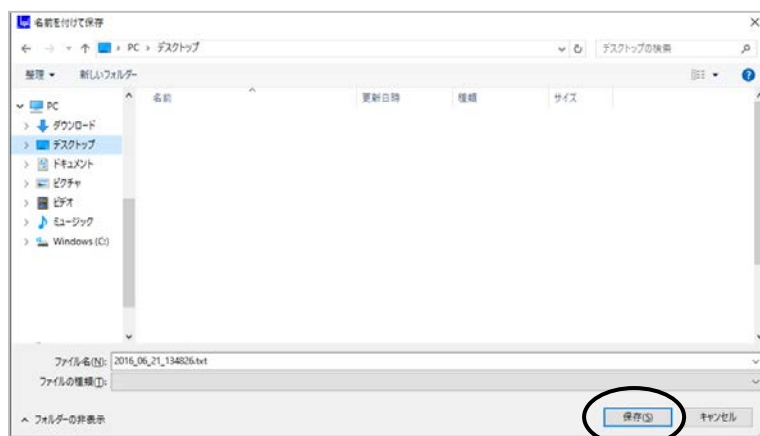 名前を付けて保存
PC › デスクトップ
デスクトップの検索
整理 新しいフォルダー
名前 更新日時 種類 サイズ
PC
ダウンロード
デスクトップ
ドキュメント
ピクチャ
ビデオ
ミュージック
Windows (C:)
ファイル名(N): 2016_06_21_134826.txt
ファイルの種類(T):
フォルダーの非表示
保存(S) キャンセル